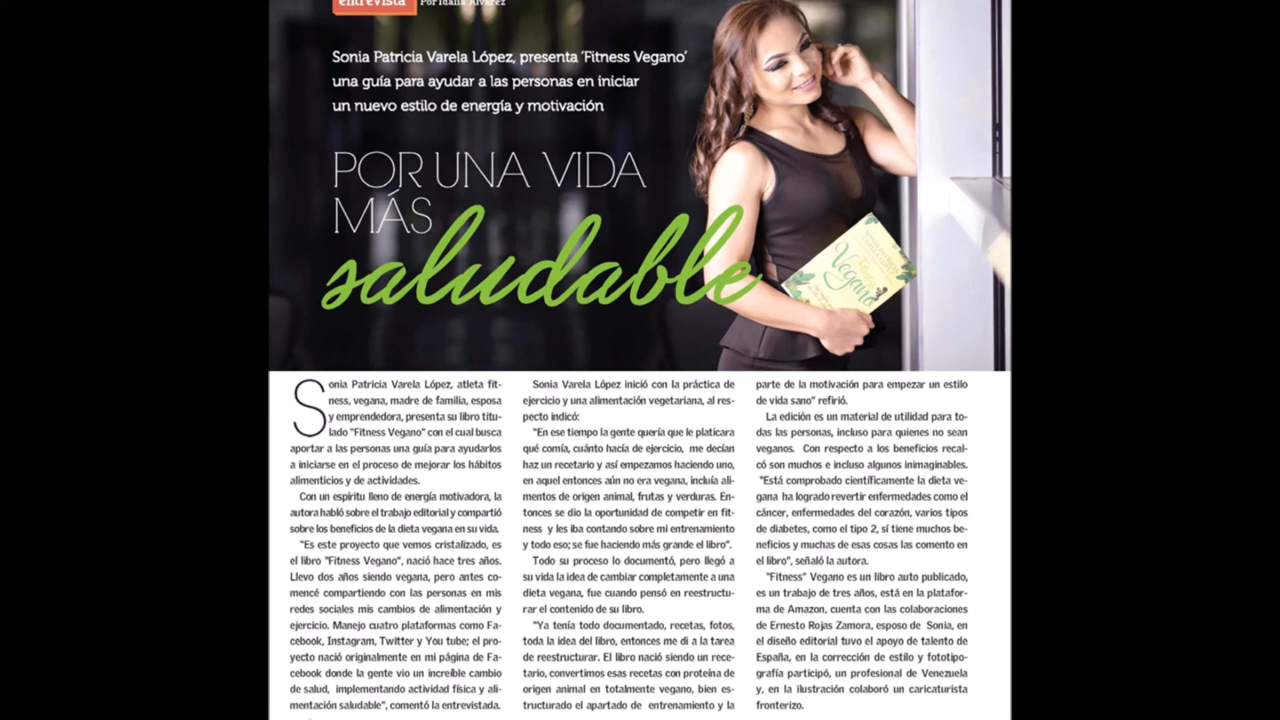 entrevista Por Idalia Álvarez
Sonia Patricia Varela López, presenta ‘Fitness Vegano’
una guía para ayudar a las personas en iniciar
un nuevo estilo de energía y motivación
POR UNA VIDA
MÁS
saludable
Vegano
Sonia Patricia Varela López, atleta fit-
ness, vegana, madre de familia, esposa
y emprendedora, presenta su libro titu-
lado "Fitness Vegano" con el cual busca
aportar a las personas una guía para ayudarlos
a iniciarse en el proceso de mejorar los hábitos
alimenticios y de actividades.
Con un espíritu lleno de energía motivadora, la
autora habló sobre el trabajo editorial y compartió
sobre los beneficios de la dieta vegana en su vida.
"Es este proyecto que vemos cristalizado, es
el libro "Fitness Vegano", nació hace tres años.
Llevo dos años siendo vegana, pero antes co-
mencé compartiendo con las personas en mis
redes sociales mis cambios de alimentación y
ejercicio. Manejo cuatro plataformas como Fa-
cebook, Instagram, Twitter y You tube; el pro-
yecto nació originalmente en mi página de Fa-
cebook donde la gente vio un increíble cambio
de salud, implementando actividad física y ali-
mentación saludable", comentó la entrevistada.
Sonia Varela López inició con la práctica de
ejercicio y una alimentación vegetariana, al res-
pecto indicó:
"En ese tiempo la gente quería que le platicara
qué comía, cuánto hacía de ejercicio, me decían
haz un recetario y así empezamos haciendo uno,
en aquel entonces aún no era vegana, incluía ali-
mentos de origen animal, frutas y verduras. En-
tonces se dio la oportunidad de competir en fit-
ness y les iba contando sobre mi entrenamiento
y todo eso; se fue haciendo más grande el libro".
Todo su proceso lo documentó, pero llegó a
su vida la idea de cambiar completamente a una
dieta vegana, fue cuando pensó en reestructu-
rar el contenido de su libro.
"Ya tenía todo documentado, recetas, fotos,
toda la idea del libro, entonces me di a la tarea
de reestructurar. El libro nació siendo un rece-
tario, convertimos esas recetas con proteína de
origen animal en totalmente vegano, bien es-
tructurado el apartado de entrenamiento y la
parte de la motivación para empezar un estilo
de vida sano" refirió.
La edición es un material de utilidad para to-
das las personas, incluso para quienes no sean
veganos. Con respecto a los beneficios recal-
có son muchos e incluso algunos inimaginables.
"Está comprobado científicamente la dieta ve-
gana ha logrado revertir enfermedades como el
cáncer, enfermedades del corazón, varios tipos
de diabetes, como el tipo 2, sí tiene muchos be-
neficios y muchas de esas cosas las comento en
el libro", señaló la autora.
"Fitness" Vegano es un libro auto publicado,
es un trabajo de tres años, está en la platafor-
ma de Amazon, cuenta con las colaboraciones
de Ernesto Rojas Zamora, esposo de Sonia, en
el diseño editorial tuvo el apoyo de talento de
España, en la corrección de estilo y fototipo-
grafía participó, un profesional de Venezuela
y, en la ilustración colaboró un caricaturista
fronterizo.